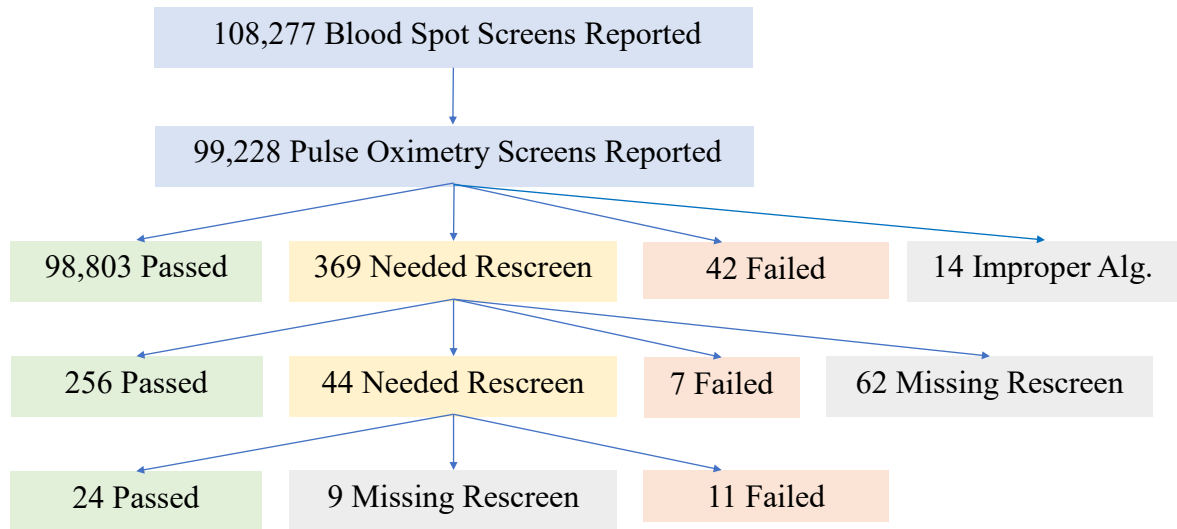 108,277 Blood Spot Screens Reported
99,228 Pulse Oximetry Screens Reported
98,803 Passed
369 Needed Rescreen
42 Failed
14 Improper Alg.
256 Passed
44 Needed Rescreen
7 Failed
62 Missing Rescreen
24 Passed
9 Missing Rescreen
11 Failed